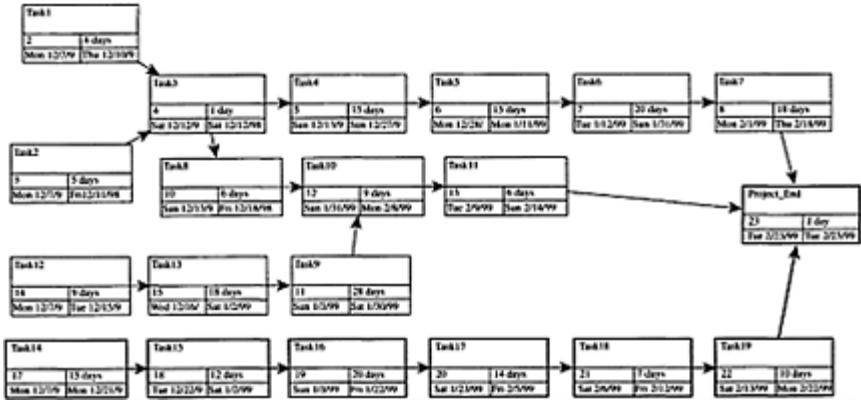 Task1
2 4 days
Mon 12/7/9 Thu 12/10/9
Task3
4 1 day
Sat 12/12/9 Sat 12/12/98
Task4
5 15 days
Sun 12/13/9 Sun 12/27/9
Task5
6 15 days
Mon 12/28/ Mon 1/11/99
Task6
7 20 days
Tue 1/12/99 Sun 1/31/99
Task7
8 18 days
Mon 2/1/99 Thu 2/18/99
Task2
3 5 days
Mon 12/7/9 Fri 12/11/98
Task8
10 6 days
Sun 12/13/9 Fri 12/18/98
Task10
12 9 days
Sun 1/31/99 Mon 2/8/99
Task11
13 6 days
Tue 2/9/99 Sun 2/14/99
Project_End
23 1 day
Tue 2/23/99 Tue 2/23/99
Task12
14 9 days
Mon 12/7/9 Tue 12/15/9
Task13
15 18 days
Wed 12/16/ Sat 1/2/99
Task9
11 28 days
Sun 1/3/99 Sat 1/30/99
Task14
17 15 days
Mon 12/7/9 Mon 12/21/9
Task15
18 12 days
Tue 12/22/9 Sat 1/2/99
Task16
19 20 days
Sun 1/3/99 Fri 1/22/99
Task17
20 14 days
Sat 1/23/99 Fri 2/5/99
Task18
21 7 days
Sat 2/6/99 Fri 2/12/99
Task19
22 10 days
Sat 2/13/99 Mon 2/22/99